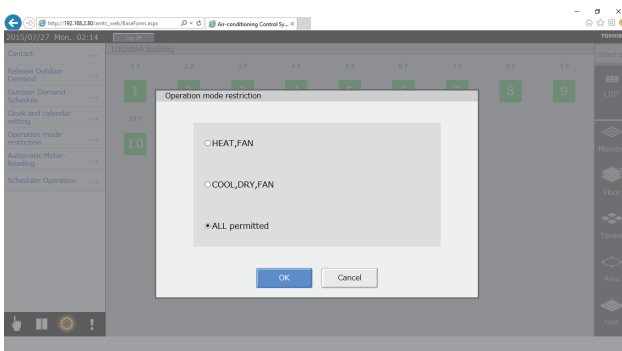 http://192.168.2.80/smtc_web/BaseForm.aspx
Air-conditioning Control Sy...
2015/07/27 Mon. 02:14
Log off
TOSHIBA
TOSHIBA Building
Contact ...
Release Outdoor
Demand ...
Outdoor Demand
Schedule ...
Clock and calendar
setting ...
Operation mode
restriction ...
Automatic Meter-
Reading ...
Scheduler Operation ...
1 F 2 F 3 F 4 F 5 F 6 F 7 F 8 F 9 F
1 8 9
10 F
10
Operation mode restriction
HEAT,FAN
COOL,DRY,FAN
ALL permitted
OK Cancel
LIST
Monito
Floor
Tenant
Area
Unit